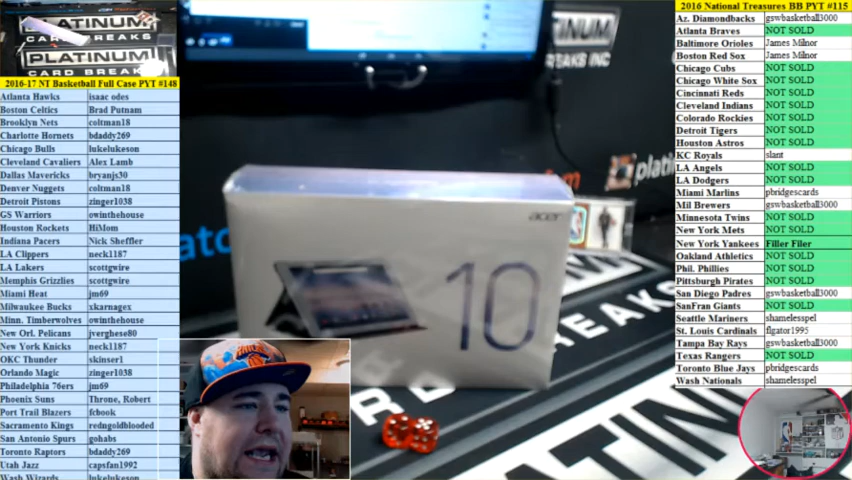 PLATINUM
CARD BREAKS
PLATINUM
CARD BREAKS
2016-17 NT Basketball Full Case PYT #148
Atlanta Hawks isaac odes
Boston Celtics Brad Putnam
Brooklyn Nets coltman18
Charlotte Hornets bdaddy269
Chicago Bulls lukelukeson
Cleveland Cavaliers Alex Lamb
Dallas Mavericks bryanjs30
Denver Nuggets coltman18
Detroit Pistons zinger1038
GS Warriors owinthehouse
Houston Rockets HiMom
Indiana Pacers Nick Sheffler
LA Clippers neck1187
LA Lakers scottgwire
Memphis Grizzlies scottgwire
Miami Heat jm69
Milwaukee Bucks xkarnagex
Minn. Timberwolves owinthehouse
New Orl. Pelicans jverghese80
New York Knicks neck1187
OKC Thunder skinser1
Orlando Magic zinger1038
Philadelphia 76ers jm69
Phoenix Suns Throne, Robert
Port Trail Blazers fcbook
Sacramento Kings redngoldblooded
San Antonio Spurs gohabs
Toronto Raptors bdaddy269
Utah Jazz capsfan1992
Wash Wizards lukelukeson
INUM
EAKS INC
acer
10
PLATINUM
2016 National Treasures BB PYT #115
Az. Diamondbacks gswbasketball3000
Atlanta Braves NOT SOLD
Baltimore Orioles James Milnor
Boston Red Sox James Milnor
Chicago Cubs NOT SOLD
Chicago White Sox NOT SOLD
Cincinnati Reds NOT SOLD
Cleveland Indians NOT SOLD
Colorado Rockies NOT SOLD
Detroit Tigers NOT SOLD
Houston Astros NOT SOLD
KC Royals slant
LA Angels NOT SOLD
LA Dodgers NOT SOLD
Miami Marlins pbridgescards
Mil Brewers gswbasketball3000
Minnesota Twins NOT SOLD
New York Mets NOT SOLD
New York Yankees Filler Filer
Oakland Athletics NOT SOLD
Phil. Phillies NOT SOLD
Pittsburgh Pirates NOT SOLD
San Diego Padres gswbasketball3000
SanFran Giants NOT SOLD
Seattle Mariners shamelesspel
St. Louis Cardinals flgator1995
Tampa Bay Rays gswbasketball3000
Texas Rangers NOT SOLD
Toronto Blue Jays pbridgescards
Wash Nationals shamelesspel